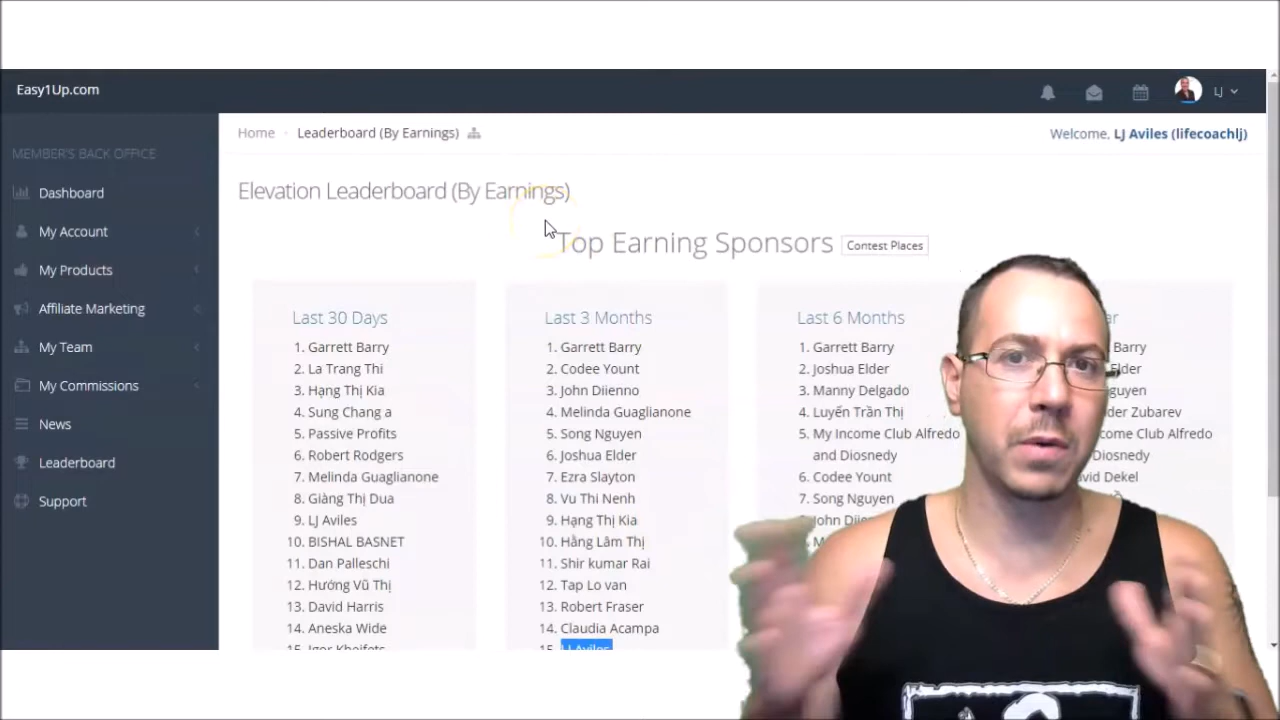 Easy1Up.com
LJ
Home
Leaderboard (By Earnings)
Welcome, LJ Aviles (lifecoachlj)
MEMBER'S BACK OFFICE
Dashboard
My Account
My Products
Affiliate Marketing
My Team
My Commissions
News
Leaderboard
Support
Elevation Leaderboard (By Earnings)
Top Earning Sponsors
Contest Places
Last 30 Days
1. Garrett Barry
2. La Trang Thi
3. Hạng Thị Kia
4. Sung Chang a
5. Passive Profits
6. Robert Rodgers
7. Melinda Guaglianone
8. Giàng Thị Dua
9. LJ Aviles
10. BISHAL BASNET
11. Dan Palleschi
12. Hướng Vũ Thị
13. David Harris
14. Aneska Wide
15. Igor Kheifets
Last 3 Months
1. Garrett Barry
2. Codee Yount
3. John Diienno
4. Melinda Guaglianone
5. Song Nguyen
6. Joshua Elder
7. Ezra Slayton
8. Vu Thi Nenh
9. Hạng Thị Kia
10. Hằng Lâm Thị
11. Shir kumar Rai
12. Tap Lo van
13. Robert Fraser
14. Claudia Acampa
15. LJ Aviles
Last 6 Months
1. Garrett Barry
2. Joshua Elder
3. Manny Delgado
4. Luyến Trần Thị
5. My Income Club Alfredo
and Diosnedy
6. Codee Yount
7. Song Nguyen
Barry
Zubarev
Alfredo
Diosnedy
Dekel